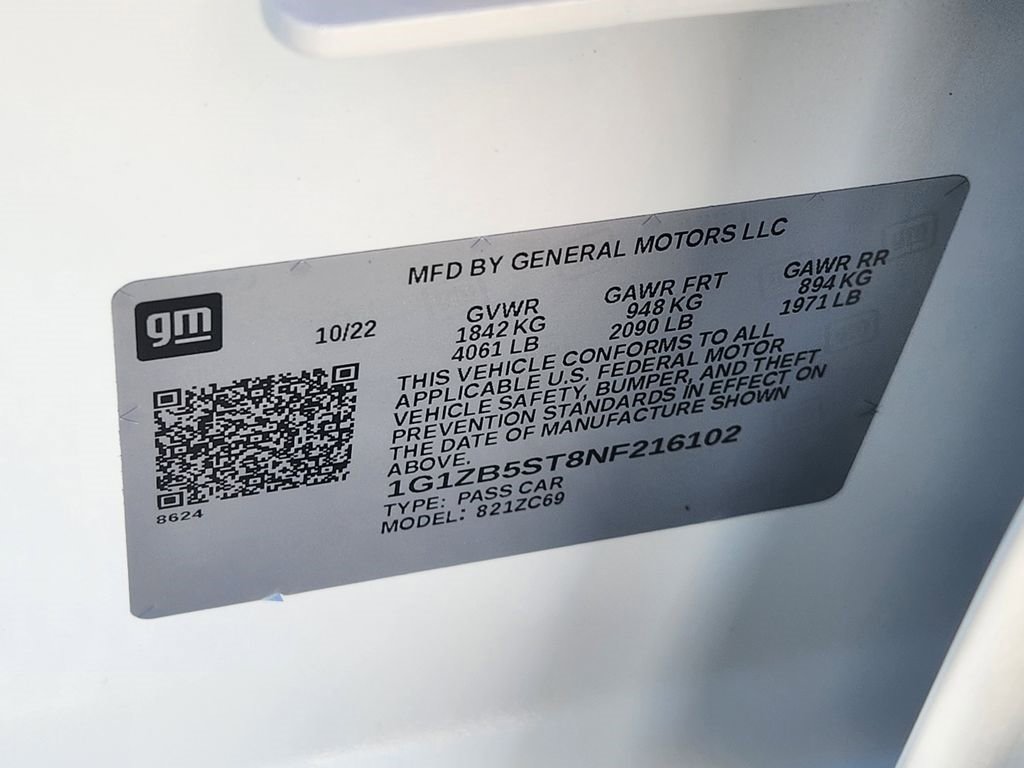 MFD BY GENERAL MOTORS LLC
gm
10/22
GVWR
1842 KG
4061 LB
GAWR FRT
948 KG
2090 LB
GAWR RR
894 KG
1971 LB
THIS VEHICLE CONFORMS TO ALL
APPLICABLE U.S. FEDERAL MOTOR
VEHICLE SAFETY, BUMPER, AND THEFT
PREVENTION STANDARDS IN EFFECT ON
THE DATE OF MANUFACTURE SHOWN
ABOVE.
1G1ZB5ST8NF216102
TYPE: PASS CAR
MODEL: 821ZC69
8624